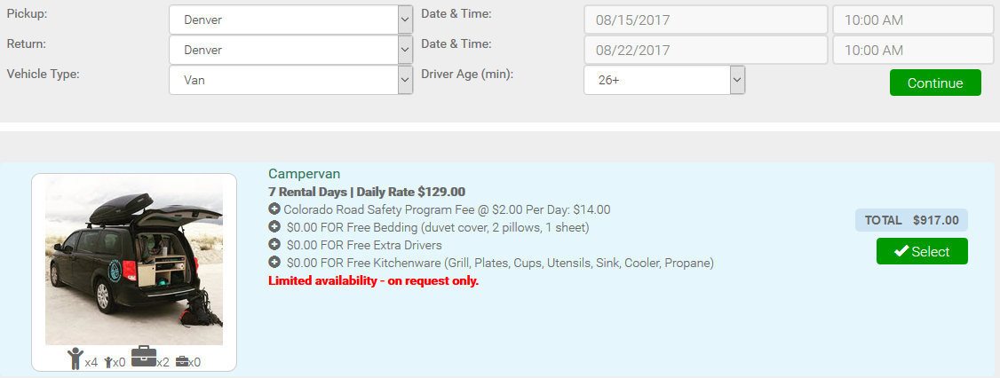 Pickup: Denver Date & Time: 08/15/2017 10:00 AM
Return: Denver Date & Time: 08/22/2017 10:00 AM
Vehicle Type: Van Driver Age (min): 26+ Continue
Campervan
7 Rental Days | Daily Rate $129.00
Colorado Road Safety Program Fee @ $2.00 Per Day: $14.00
$0.00 FOR Free Bedding (duvet cover, 2 pillows, 1 sheet)
$0.00 FOR Free Extra Drivers
$0.00 FOR Free Kitchenware (Grill, Plates, Cups, Utensils, Sink, Cooler, Propane)
Limited availability - on request only.
TOTAL $917.00
Select
x4 x0 x2 x0